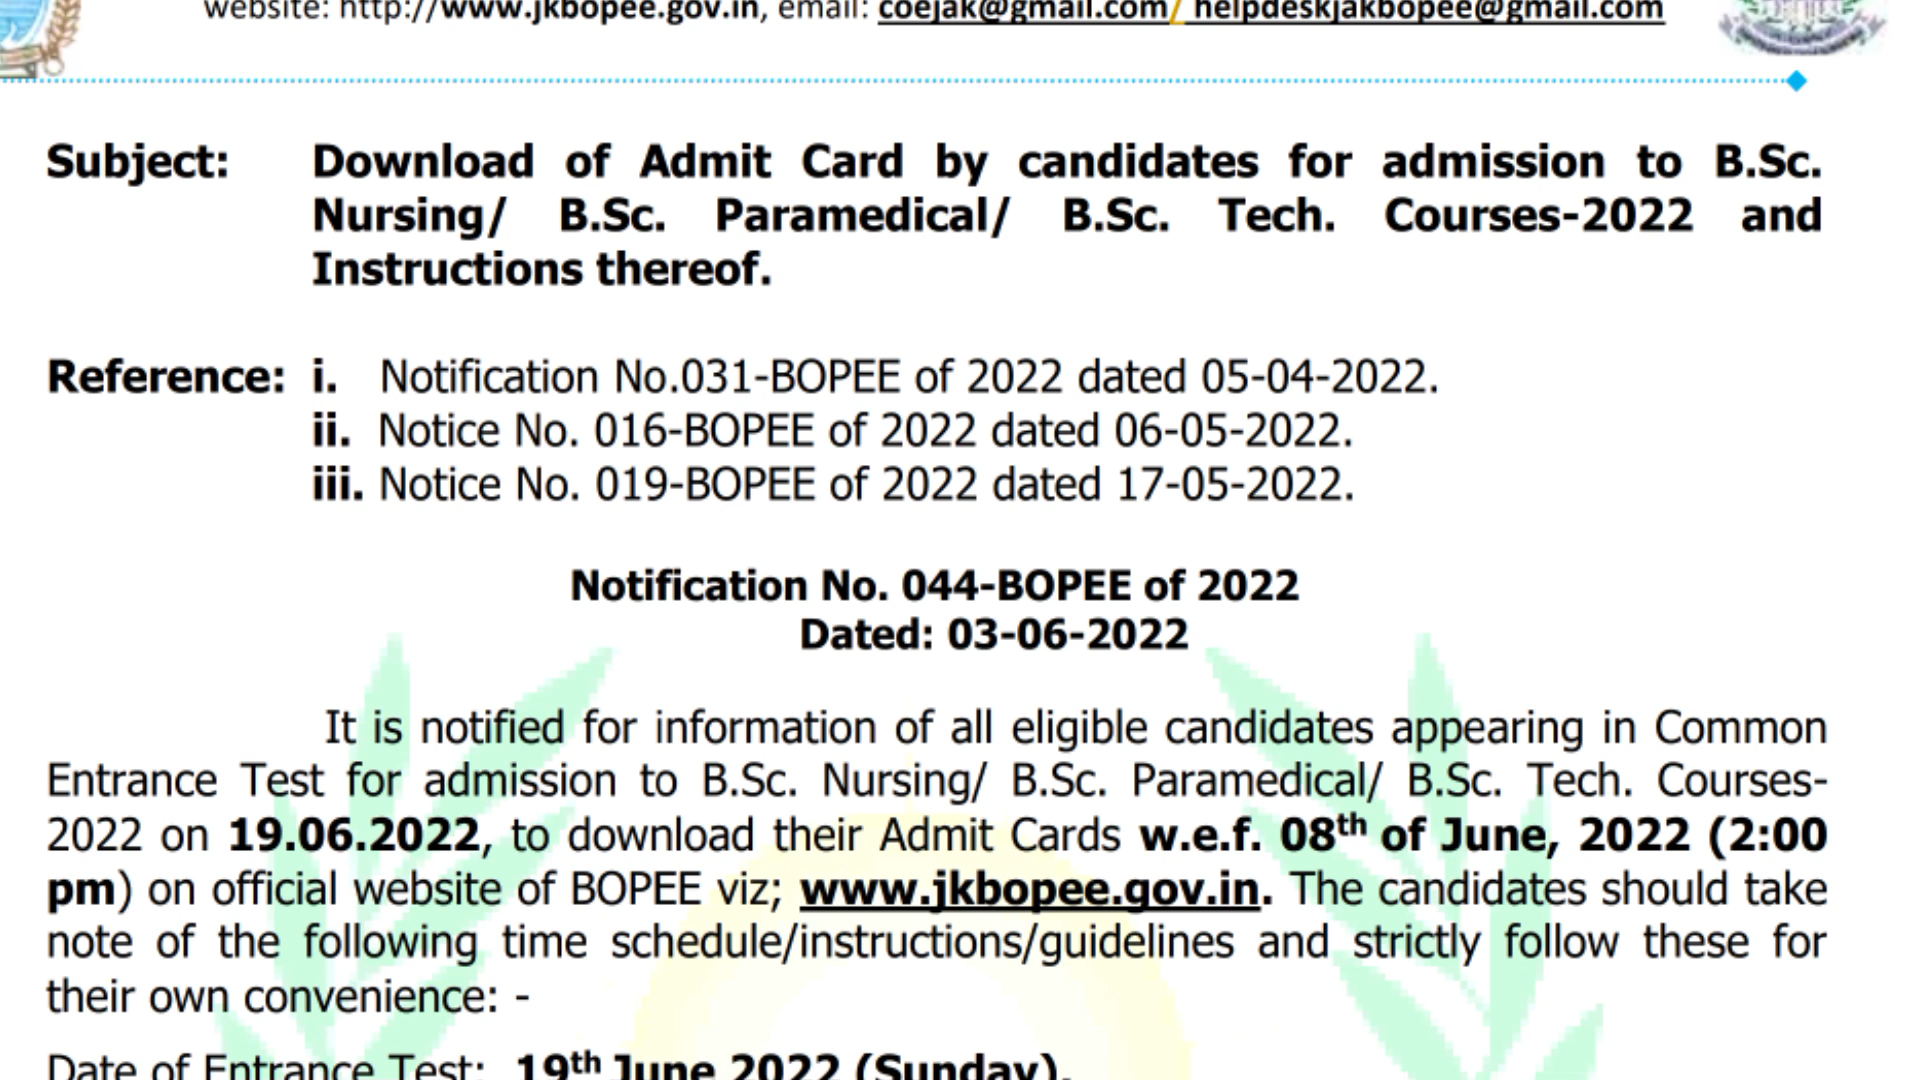 website: http://www.jkbopee.gov.in, email: coejak@gmail.com/ helpdeskjakbopee@gmail.com
Subject: Download of Admit Card by candidates for admission to B.Sc.
Nursing/ B.Sc. Paramedical/ B.Sc. Tech. Courses-2022 and
Instructions thereof.
Reference: i. Notification No.031-BOPEE of 2022 dated 05-04-2022.
ii. Notice No. 016-BOPEE of 2022 dated 06-05-2022.
iii. Notice No. 019-BOPEE of 2022 dated 17-05-2022.
Notification No. 044-BOPEE of 2022
Dated: 03-06-2022
It is notified for information of all eligible candidates appearing in Common
Entrance Test for admission to B.Sc. Nursing/ B.Sc. Paramedical/ B.Sc. Tech. Courses-
2022 on 19.06.2022, to download their Admit Cards w.e.f. 08th of June, 2022 (2:00
pm) on official website of BOPEE viz; www.jkbopee.gov.in. The candidates should take
note of the following time schedule/instructions/guidelines and strictly follow these for
their own convenience: -
Date of Entrance Test: 19th June 2022 (Sunday).